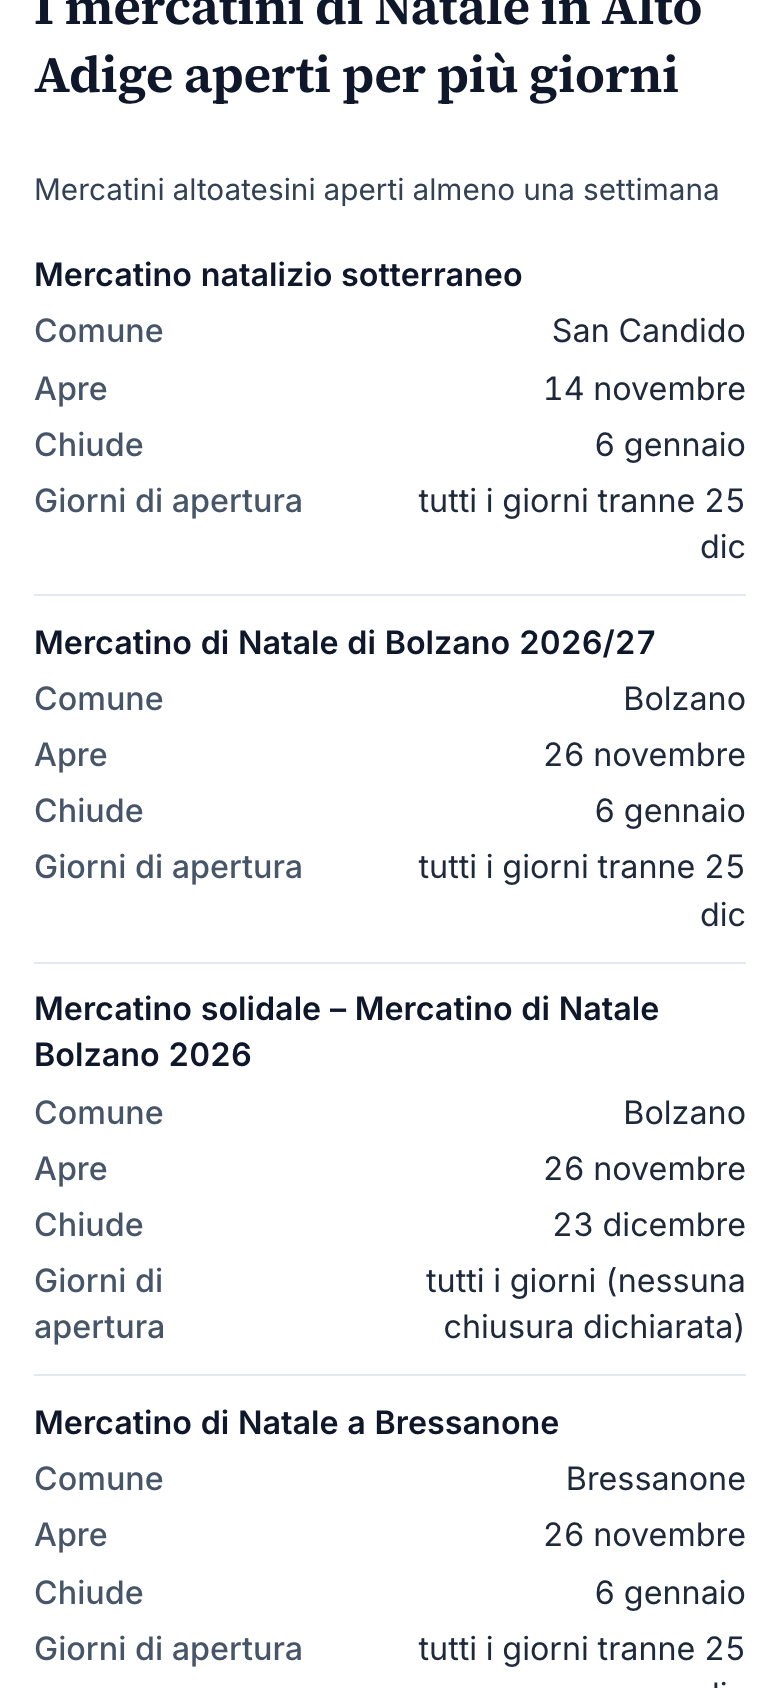 I mercatini di Natale in Alto
Adige aperti per più giorni
Mercatini altoatesini aperti almeno una settimana
Mercatino natalizio sotterraneo
Comune San Candido
Apre 14 novembre
Chiude 6 gennaio
Giorni di apertura tutti i giorni tranne 25
dic
Mercatino di Natale di Bolzano 2026/27
Comune Bolzano
Apre 26 novembre
Chiude 6 gennaio
Giorni di apertura tutti i giorni tranne 25
dic
Mercatino solidale – Mercatino di Natale
Bolzano 2026
Comune Bolzano
Apre 26 novembre
Chiude 23 dicembre
Giorni di tutti i giorni (nessuna
apertura chiusura dichiarata)
Mercatino di Natale a Bressanone
Comune Bressanone
Apre 26 novembre
Chiude 6 gennaio
Giorni di apertura tutti i giorni tranne 25